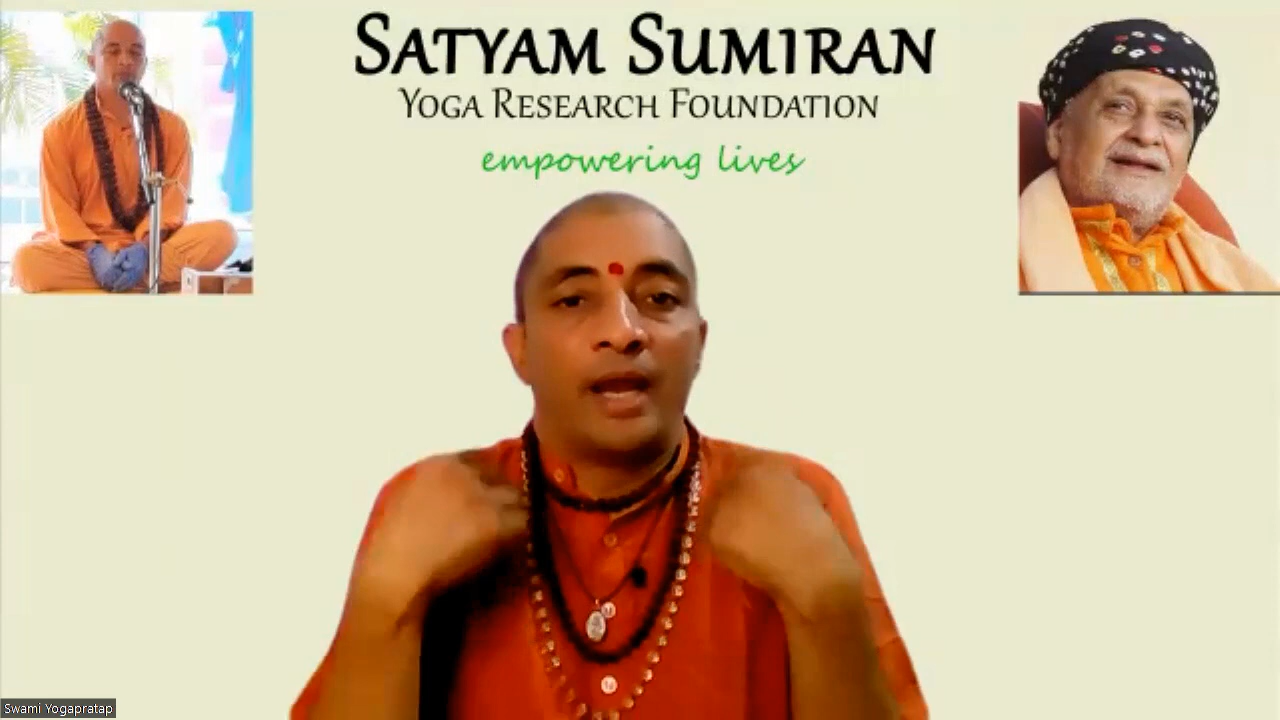 SATYAM SUMIRAN
YOGA RESEARCH FOUNDATION
empowering lives
Swami Yogapratap